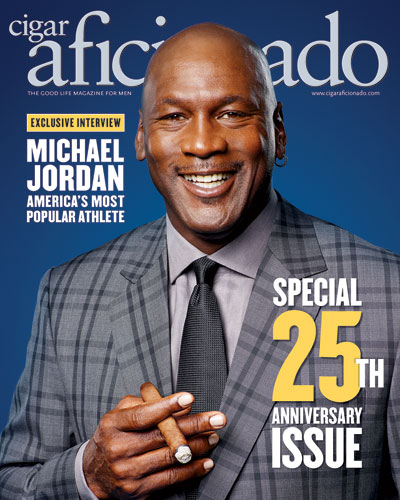 cigar
aficionado
THE GOOD LIFE MAGAZINE FOR MEN
www.cigaraficionado.com
EXCLUSIVE INTERVIEW
MICHAEL
JORDAN
AMERICA'S MOST
POPULAR ATHLETE
SPECIAL
25TH
ANNIVERSARY
ISSUE